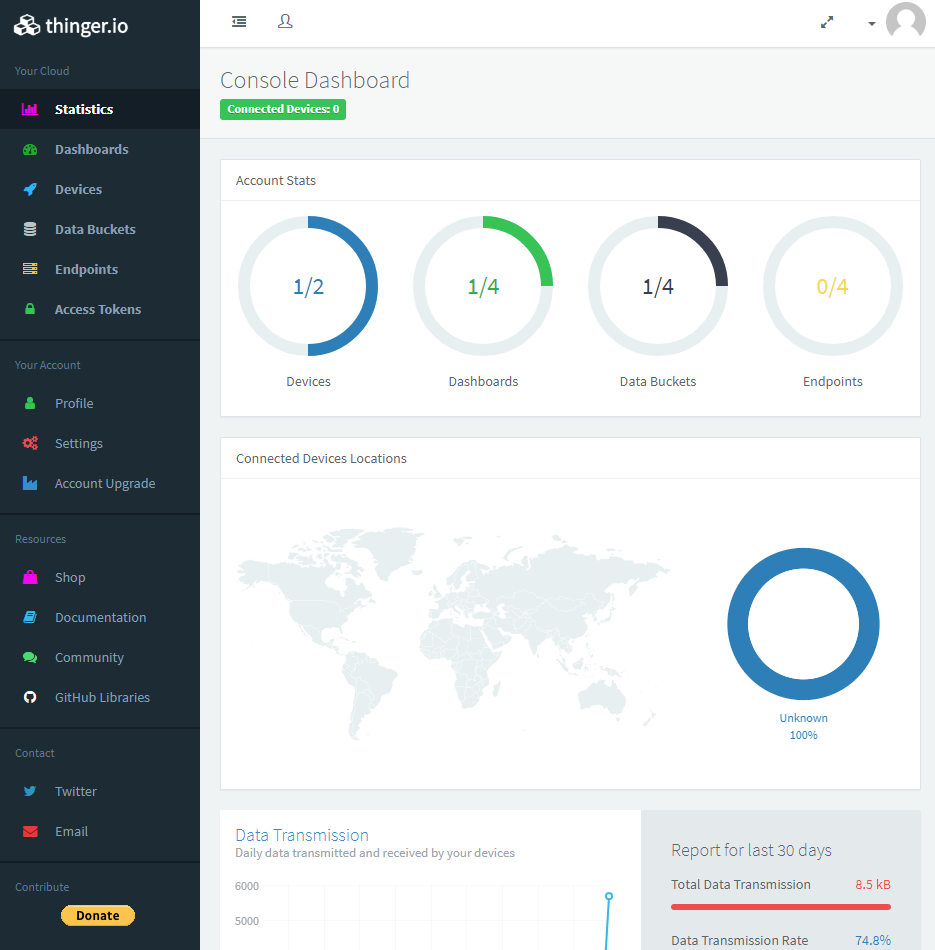 thinger.io
Your Cloud
Statistics
Dashboards
Devices
Data Buckets
Endpoints
Access Tokens
Your Account
Profile
Settings
Account Upgrade
Resources
Shop
Documentation
Community
GitHub Libraries
Contact
Twitter
Email
Contribute
Donate
Console Dashboard
Connected Devices: 0
Account Stats
1/2
1/4
1/4
0/4
Devices
Dashboards
Data Buckets
Endpoints
Connected Devices Locations
Unknown
100%
Data Transmission
Daily data transmitted and received by your devices
6000
5000
Report for last 30 days
Total Data Transmission 8.5 kB
Data Transmission Rate 74.8%